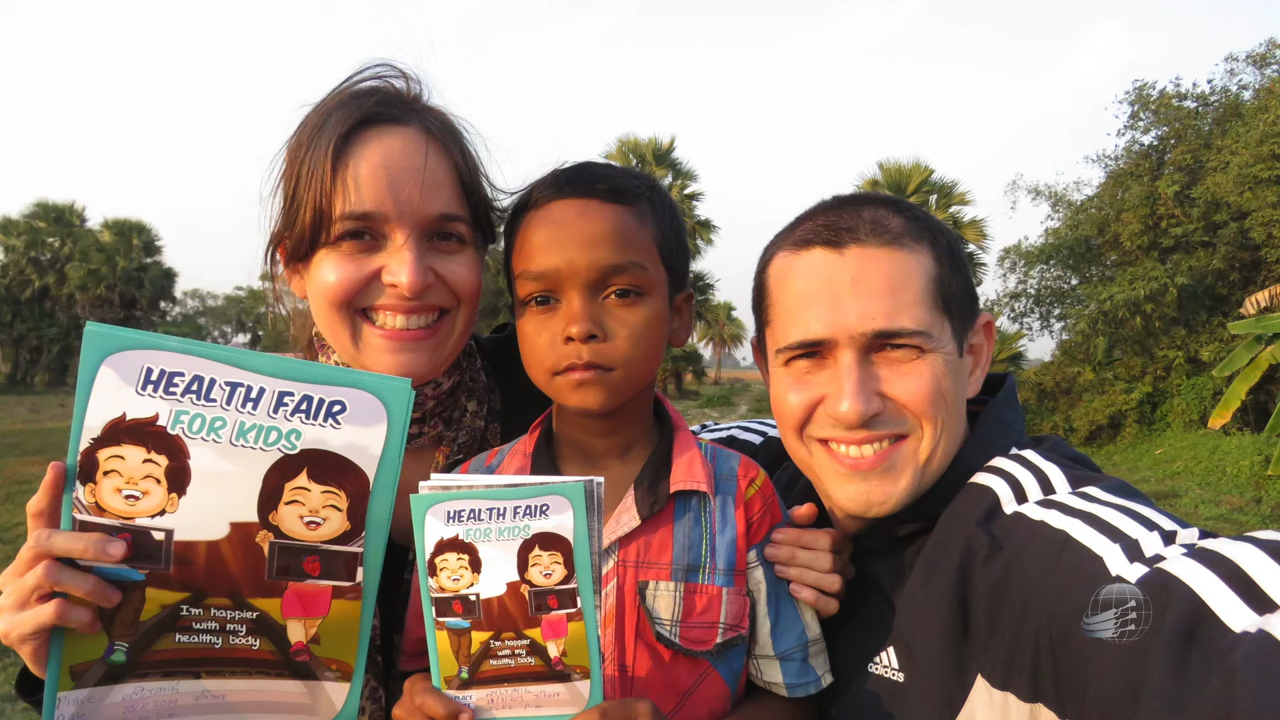 HEALTH FAIR
FOR KIDS
I'm happier
with my
healthy body
HEALTH FAIR
FOR KIDS
I'm happier
with my
healthy body
PLACE
adidas